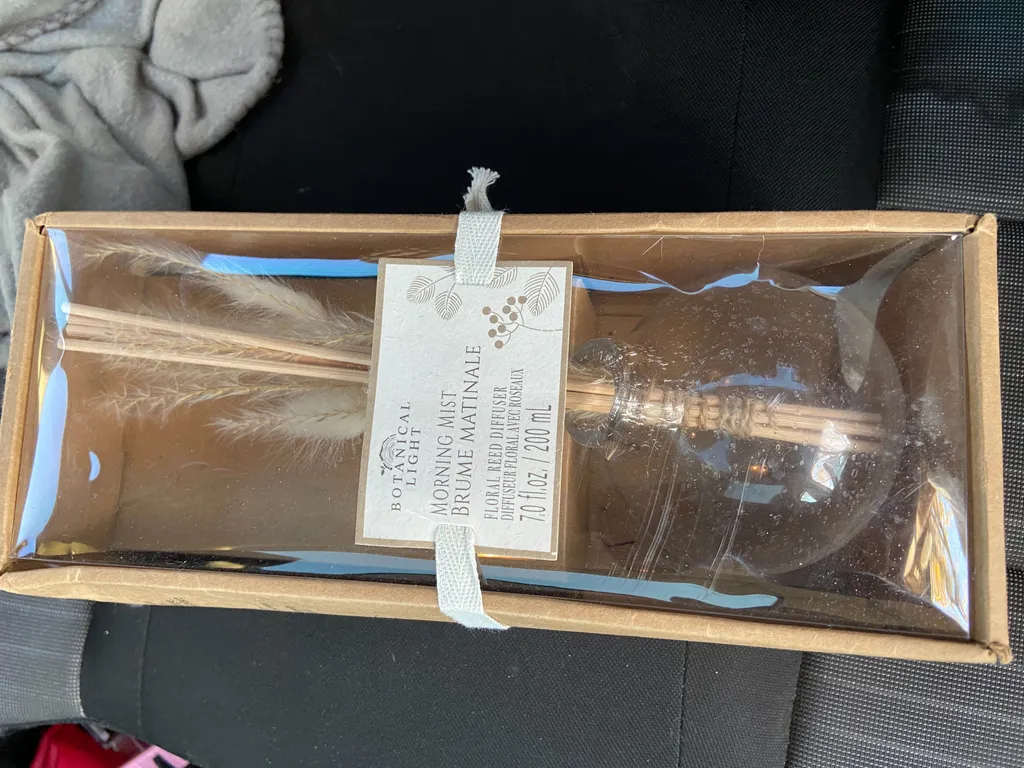 BOTANICAL
LIGHT
MORNING MIST
BRUME MATINALE
FLORAL REED DIFFUSER
DIFFUSEUR FLORAL AVEC ROSEAUX
7.0 fl.oz. / 200 mL